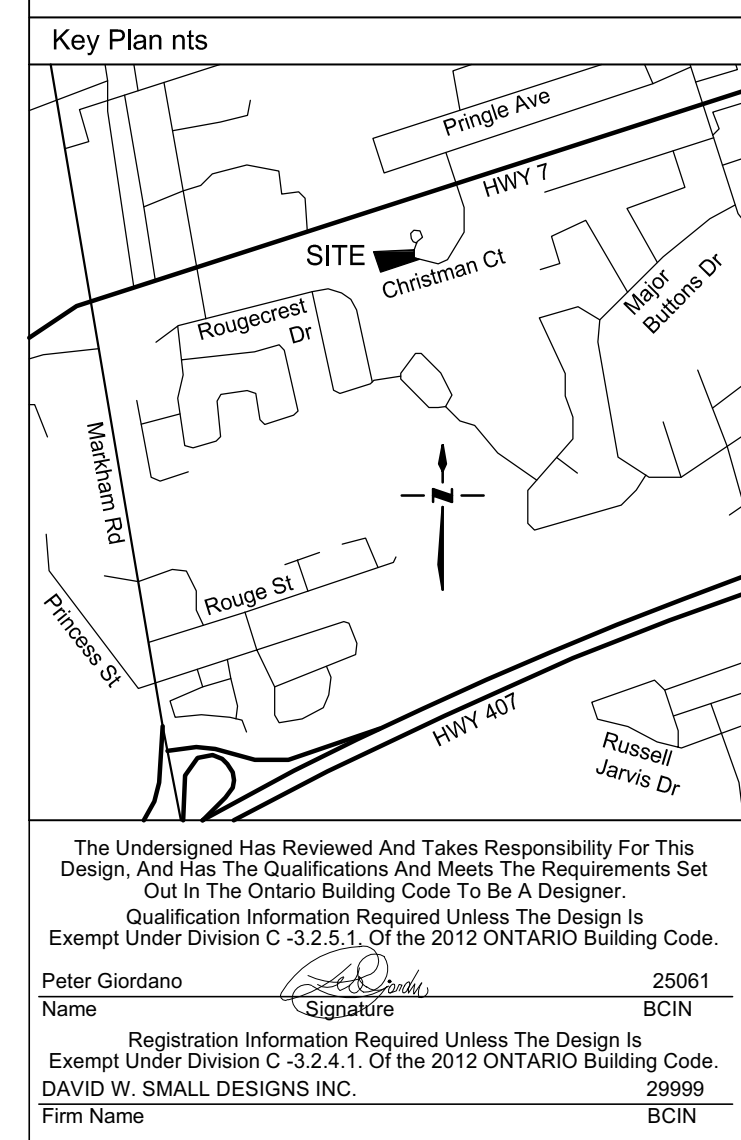 Key Plan nts
Pringle Ave
HWY 7
SITE
Christman Ct
Major
Buttons Dr
Rougecrest
Dr
Markham Rd
N
Rouge St
Princess St
HWY 407
Russell
Jarvis Dr
The Undersigned Has Reviewed And Takes Responsibility For This
Design, And Has The Qualifications And Meets The Requirements Set
Out In The Ontario Building Code To Be A Designer.
Qualification Information Required Unless The Design Is
Exempt Under Division C -3.2.5.1. Of the 2012 ONTARIO Building Code.
Peter Giordano 25061
Name Signature BCIN
Registration Information Required Unless The Design Is
Exempt Under Division C -3.2.4.1. Of the 2012 ONTARIO Building Code.
DAVID W. SMALL DESIGNS INC. 29999
Firm Name BCIN